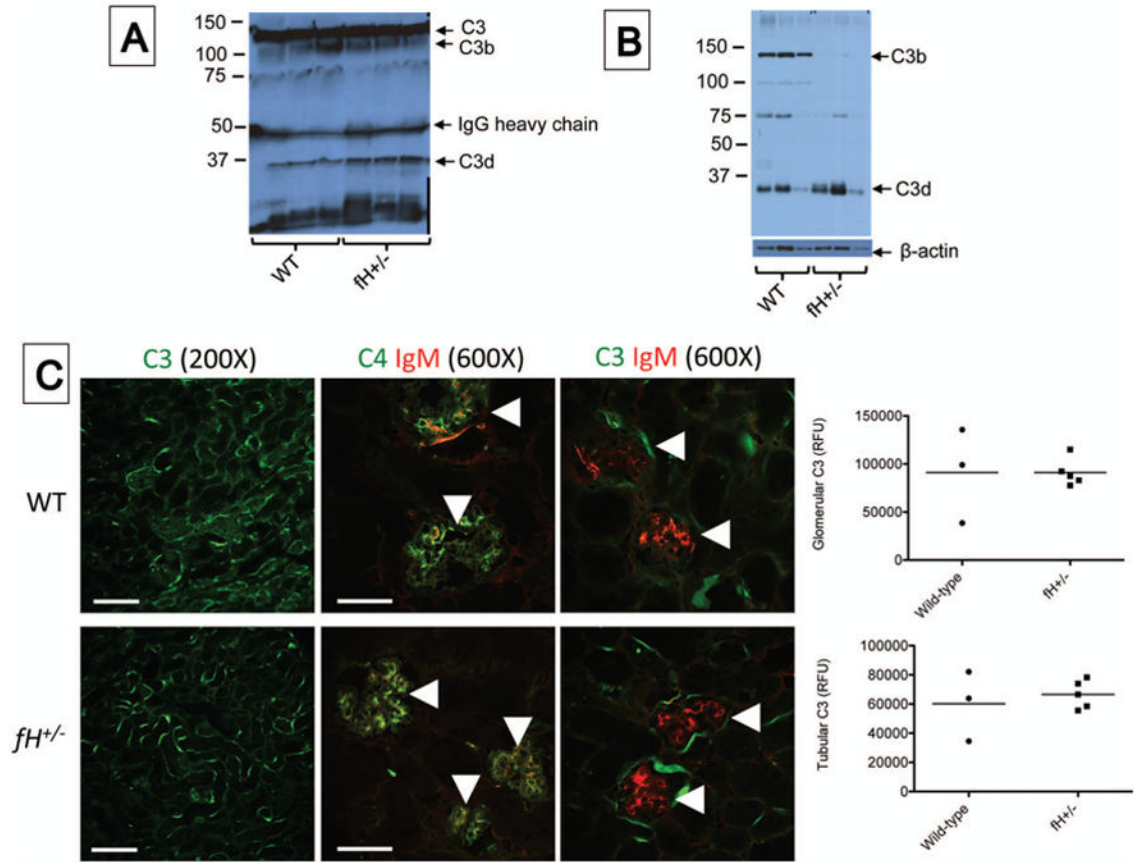 A
150
100
75
50
37
C3
C3b
IgG heavy chain
C3d
WT
fH+/-
B
150
100
75
50
37
C3b
C3d
β-actin
WT
fH+/-
C
C3 (200X)
C4 IgM (600X)
C3 IgM (600X)
WT
fH+/-
Glomerular C3 (RFU)
150000
100000
50000
0
Wild-type
fH+/-
Tubular C3 (RFU)
100000
80000
60000
40000
20000
0
Wild-type
fH+/-